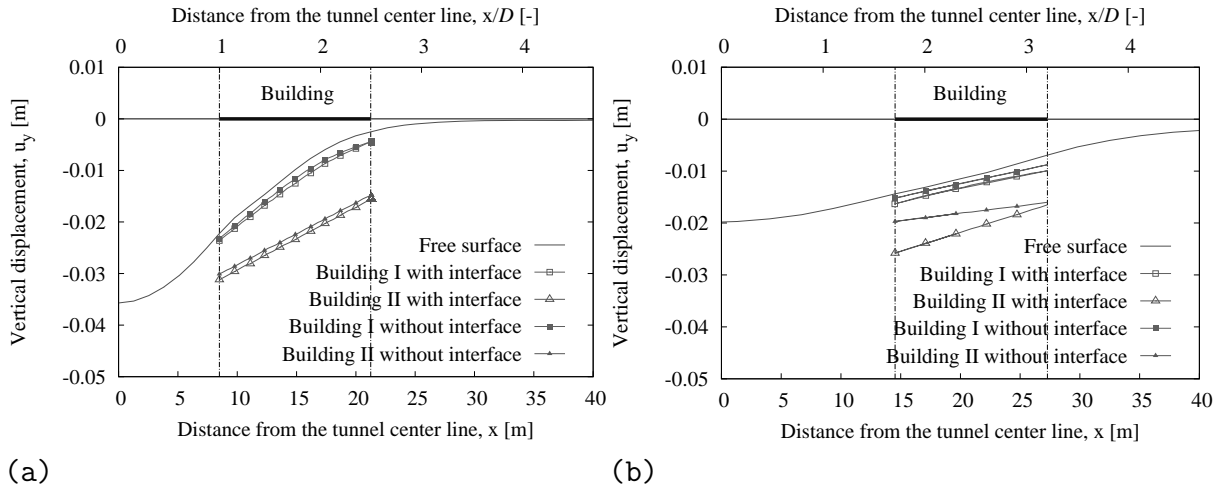 Distance from the tunnel center line, x/D [-]
0 1 2 3 4
0.01
0
-0.01
-0.02
-0.03
-0.04
-0.05
Vertical displacement, u_y [m]
Building
Free surface
Building I with interface
Building II with interface
Building I without interface
Building II without interface
0 5 10 15 20 25 30 35 40
Distance from the tunnel center line, x [m]
(a)
Distance from the tunnel center line, x/D [-]
0 1 2 3 4
0.01
0
-0.01
-0.02
-0.03
-0.04
-0.05
Vertical displacement, u_y [m]
Building
Free surface
Building I with interface
Building II with interface
Building I without interface
Building II without interface
0 5 10 15 20 25 30 35 40
Distance from the tunnel center line, x [m]
(b)